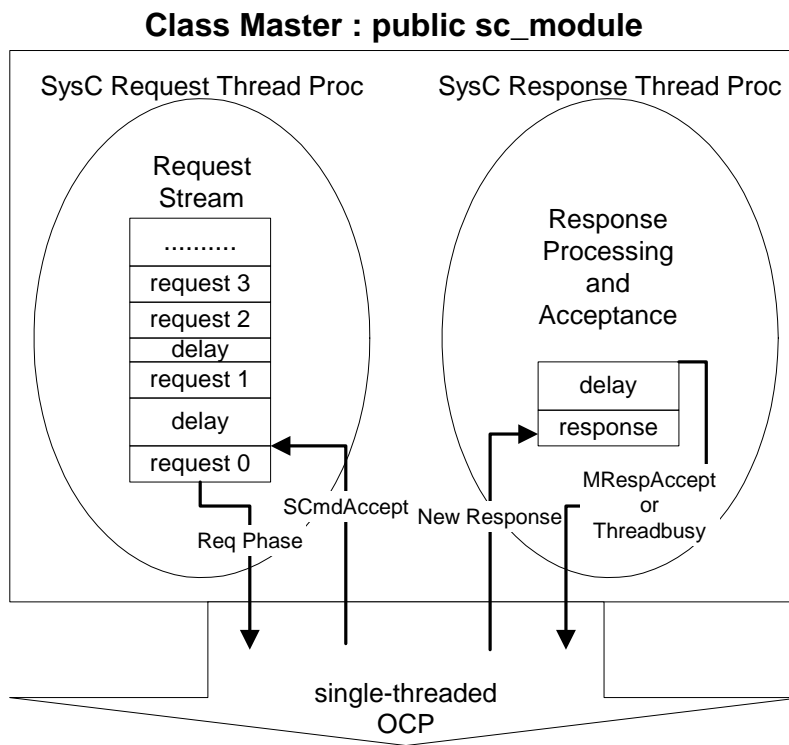 Class Master : public sc_module
SysC Request Thread Proc
SysC Response Thread Proc
Request
Stream
..........
request 3
request 2
delay
request 1
delay
request 0
Req Phase
SCmdAccept
Response
Processing
and
Acceptance
delay
response
New Response
MRespAccept
or
Threadbusy
single-threaded
OCP